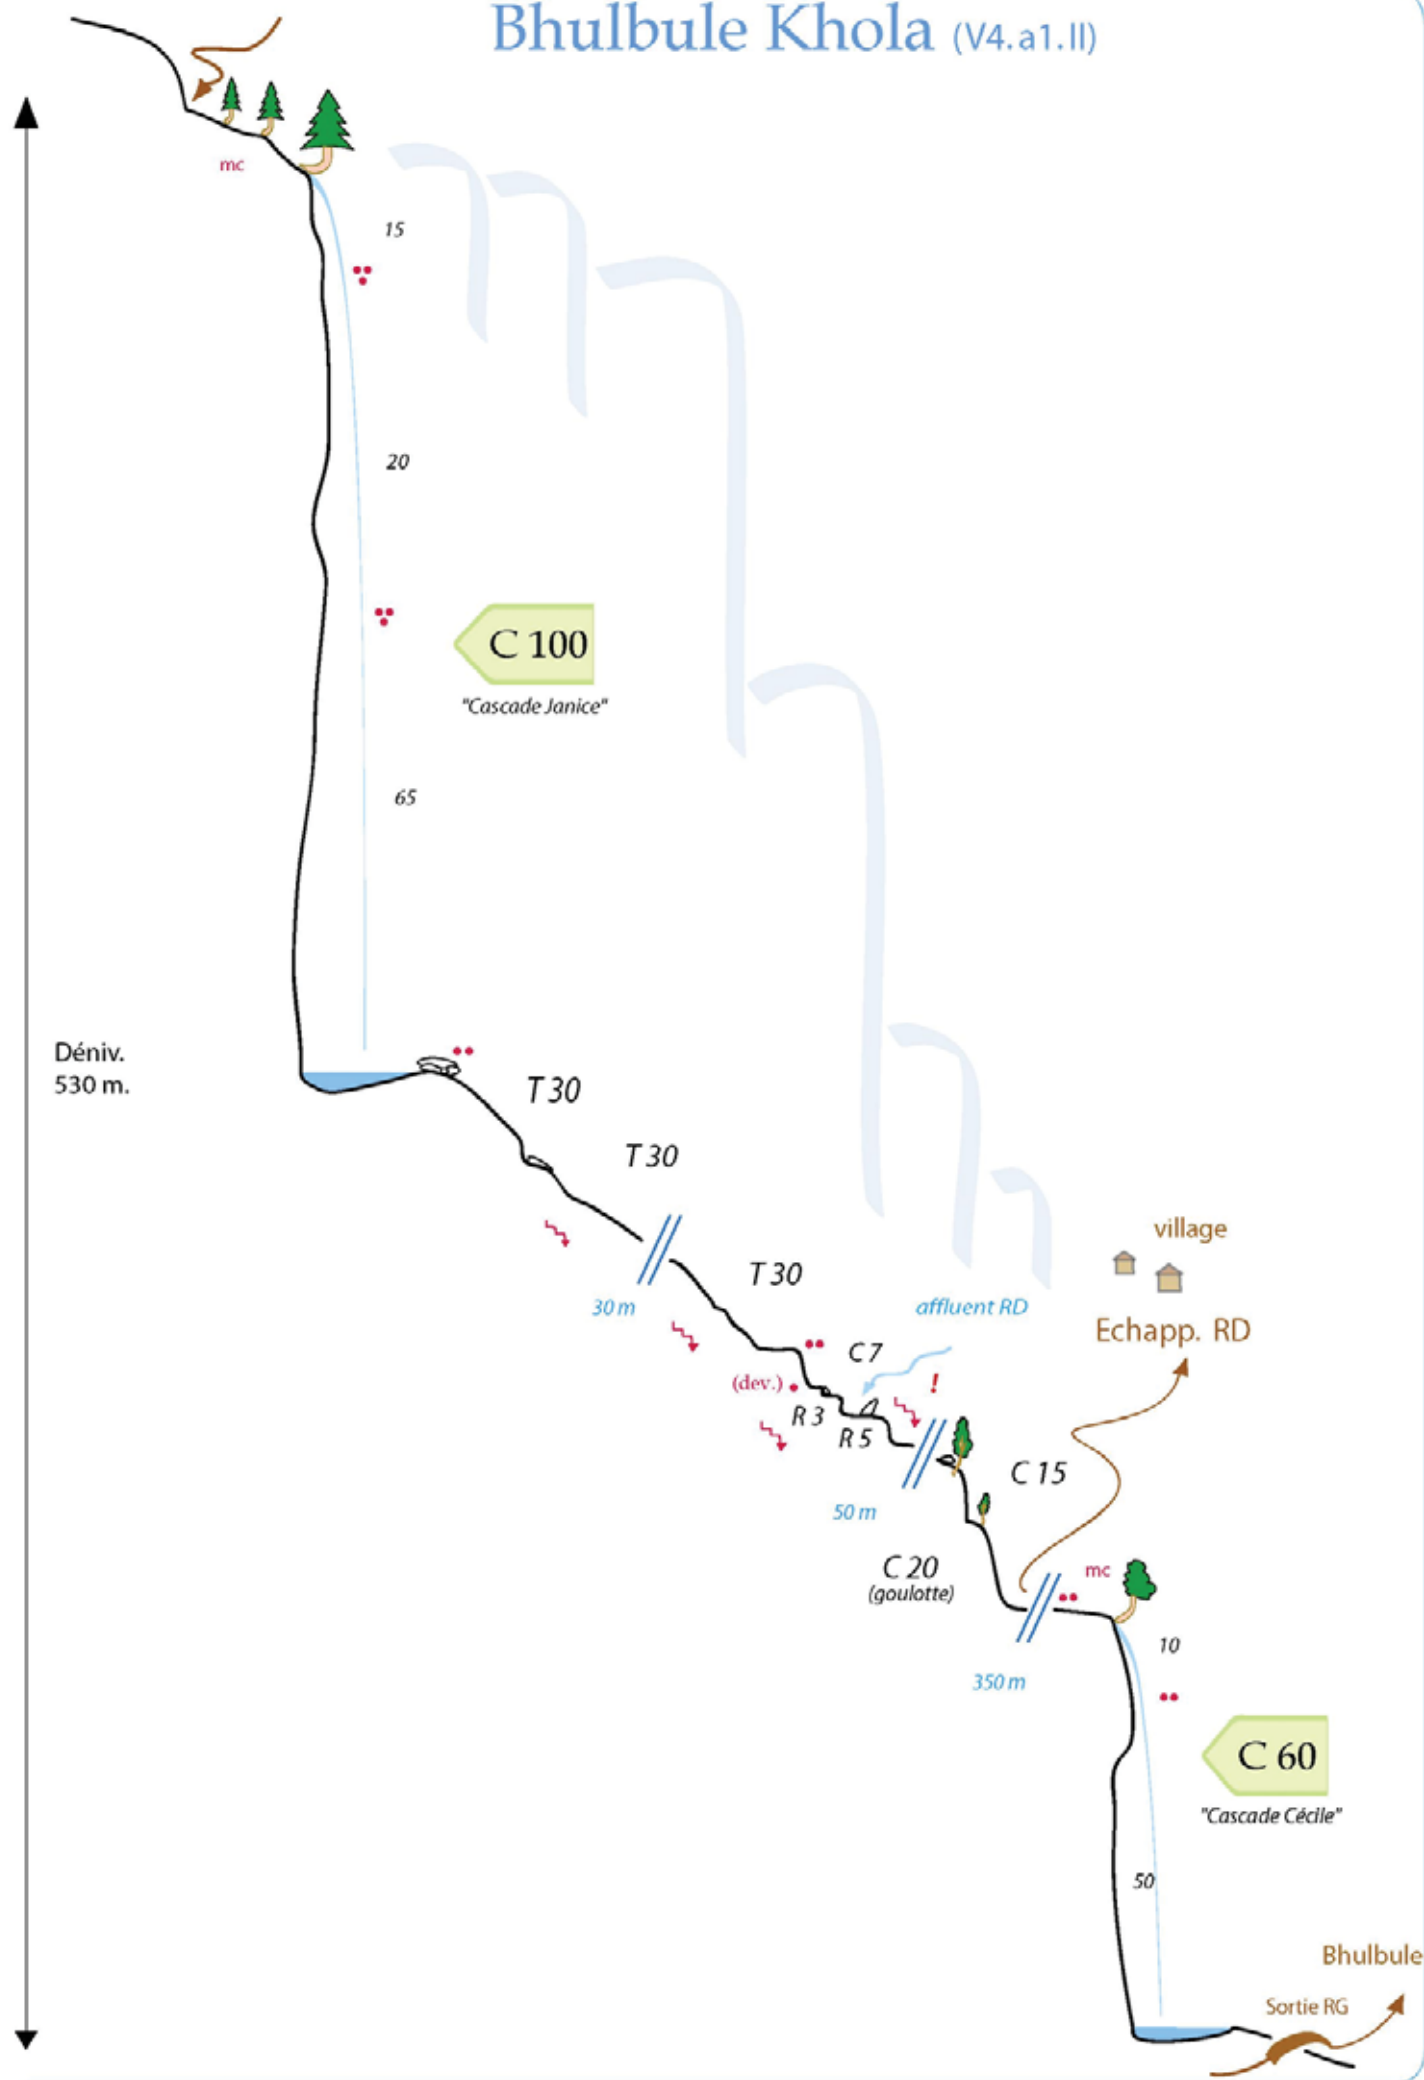 Bhulbule Khola (V4.a1.II)
mc
15
20
C 100
"Cascade Janice"
65
Déniv.
530 m.
T 30
T 30
village
T 30
30 m
affluent RD
Echapp. RD
C 7
(dev.)
!
R 3
R 5
C 15
50 m
C 20
(goulotte)
mc
10
350 m
C 60
"Cascade Cécile"
50
Bhulbule
Sortie RG